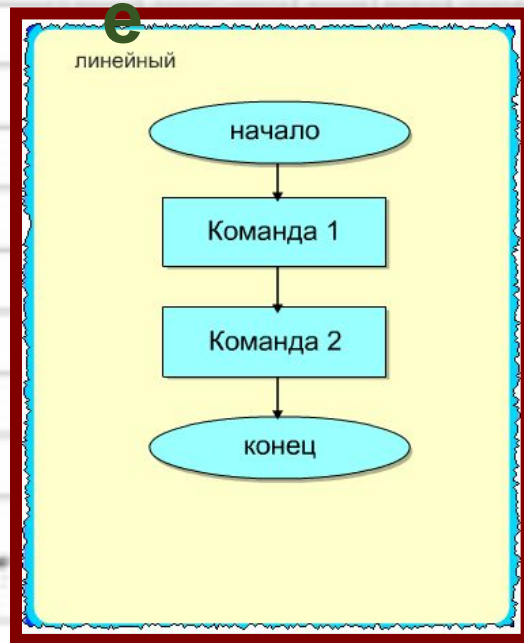 е
линейный
начало
Команда 1
Команда 2
конец